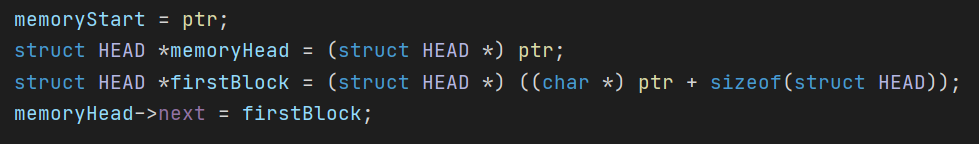 memoryStart = ptr;
struct HEAD *memoryHead = (struct HEAD *) ptr;
struct HEAD *firstBlock = (struct HEAD *) ((char *) ptr + sizeof(struct HEAD));
memoryHead->next = firstBlock;